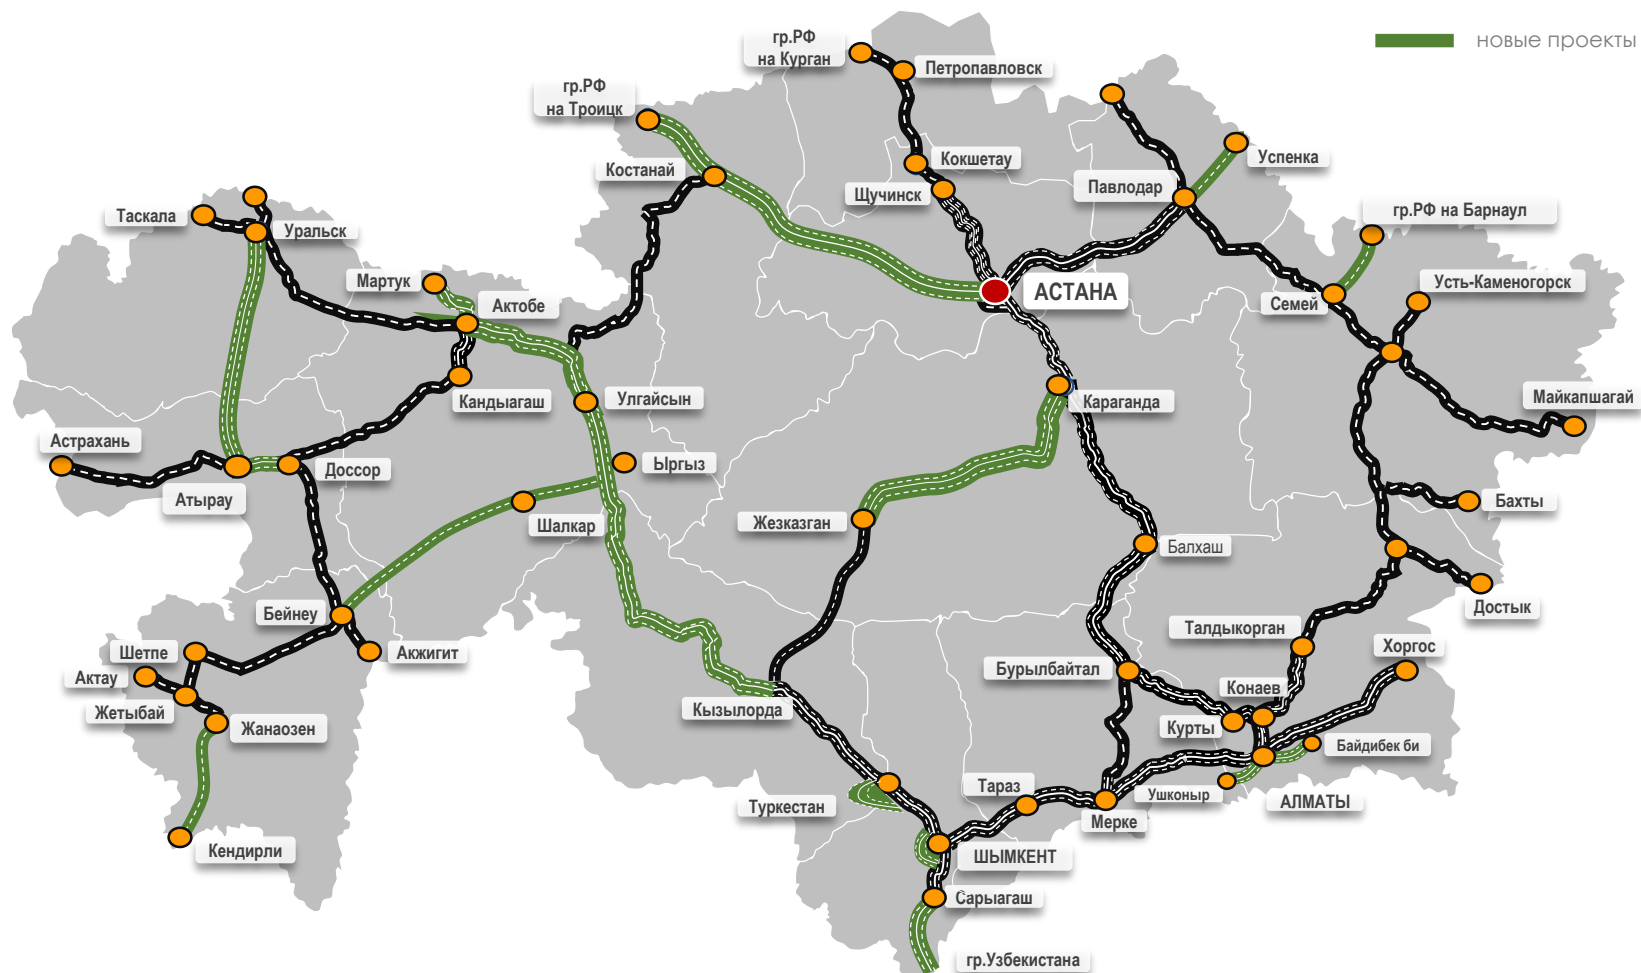 новые проекты
гр.РФ
на Курган
Петропавловск
гр.РФ
на Троицк
Кокшетау
Успенка
Костанай
Щучинск
Павлодар
гр.РФ на Барнаул
Таскала
Уральск
Мартук
Усть-Каменогорск
АСТАНА
Актобе
Семей
Кандыагаш
Улгайсын
Караганда
Майкапшагай
Астрахань
Доссор
Ыргыз
Атырау
Шалкар
Жезказган
Бахты
Балхаш
Бейнеу
Достык
Талдыкорган
Шетпе
Акжигит
Хоргос
Актау
Бурылбайтал
Конаев
Жетыбай
Кызылорда
Жанаозен
Курты
Байдибек би
Тараз
Ушконыр
Туркестан
АЛМАТЫ
Мерке
Кендирли
ШЫМКЕНТ
Сарыагаш
гр.Узбекистана